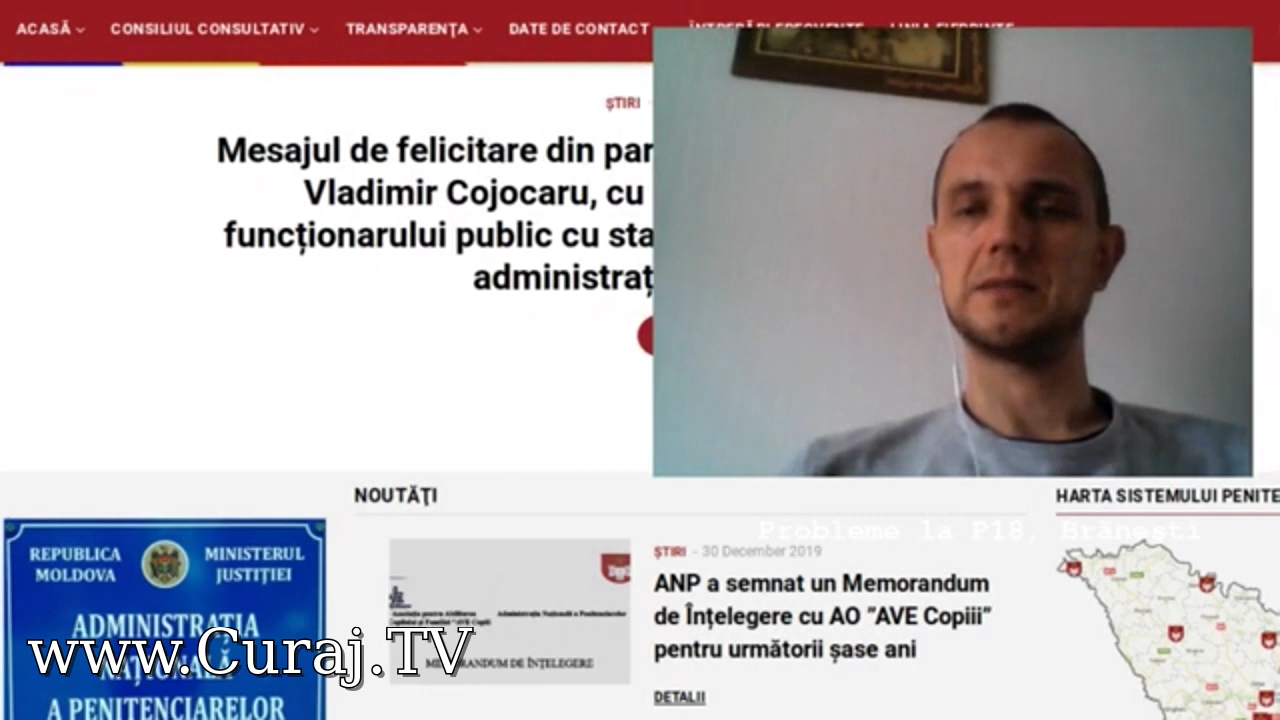 ACASĂ CONSILIUL CONSULTATIV TRANSPARENȚA DATE DE CONTACT
ȘTIRI
Mesajul de felicitare din par
Vladimir Cojocaru, cu
funcționarului public cu sta
administraț
NOUTĂȚI
HARTA SISTEMULUI PENITE
Probleme la P18, Brănești
REPUBLICA MOLDOVA
MINISTERUL JUSTIȚIEI
ADMINISTRAȚIA
NAȚIONALĂ
A PENITENCIARELOR
MEMORANDUM DE ÎNȚELEGERE
ȘTIRI - 30 December 2019
ANP a semnat un Memorandum
de Înțelegere cu AO ”AVE Copiii”
pentru următorii șase ani
DETALII
www.Curaj.TV